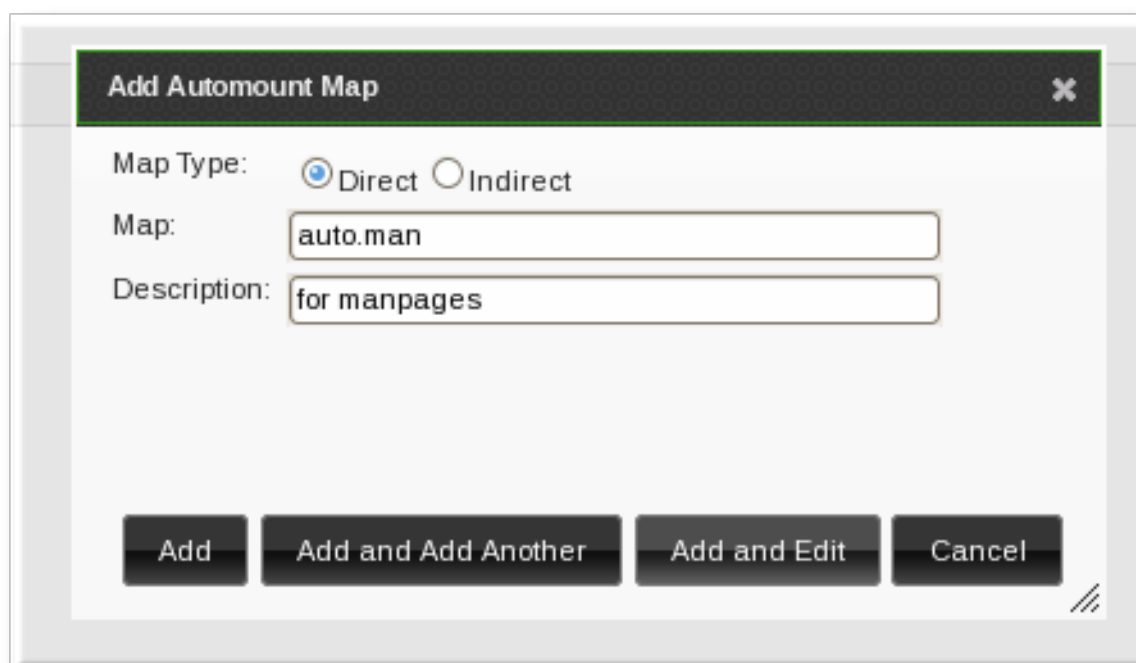 Add Automount Map
Map Type: Direct Indirect
Map: auto.man
Description: for manpages
Add Add and Add Another Add and Edit Cancel